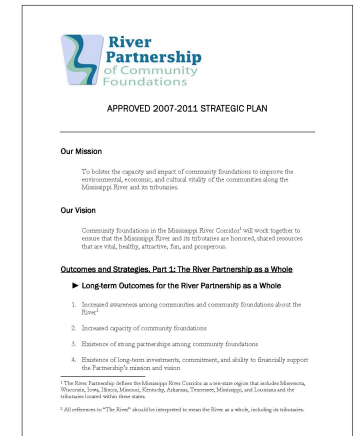 River
Partnership
of Community
Foundations
APPROVED 2007-2011 STRATEGIC PLAN
Our Mission
To bolster the capacity and impact of community foundations to improve the
environmental, economic, and cultural vitality of the communities along the
Mississippi River and its tributaries.
Our Vision
Community foundations in the Mississippi River Corridor¹ will work together to
ensure that the Mississippi River and its tributaries are honored, shared resources
that are vital, healthy, attractive, fun, and prosperous.
Outcomes and Strategies, Part 1: The River Partnership as a Whole
► Long-term Outcomes for the River Partnership as a Whole
1. Increased awareness among communities and community foundations about the
River²
2. Increased capacity of community foundations
3. Existence of strong partnerships among community foundations
4. Existence of long-term investments, commitment, and ability to financially support
the Partnership's mission and vision
¹ The River Partnership defines the Mississippi River Corridor as a ten-state region that includes Minnesota,
Wisconsin, Iowa, Illinois, Missouri, Kentucky, Arkansas, Tennessee, Mississippi, and Louisiana and the
tributaries located within these states.
² All references to "The River" should be interpreted to mean the River as a whole, including its tributaries.